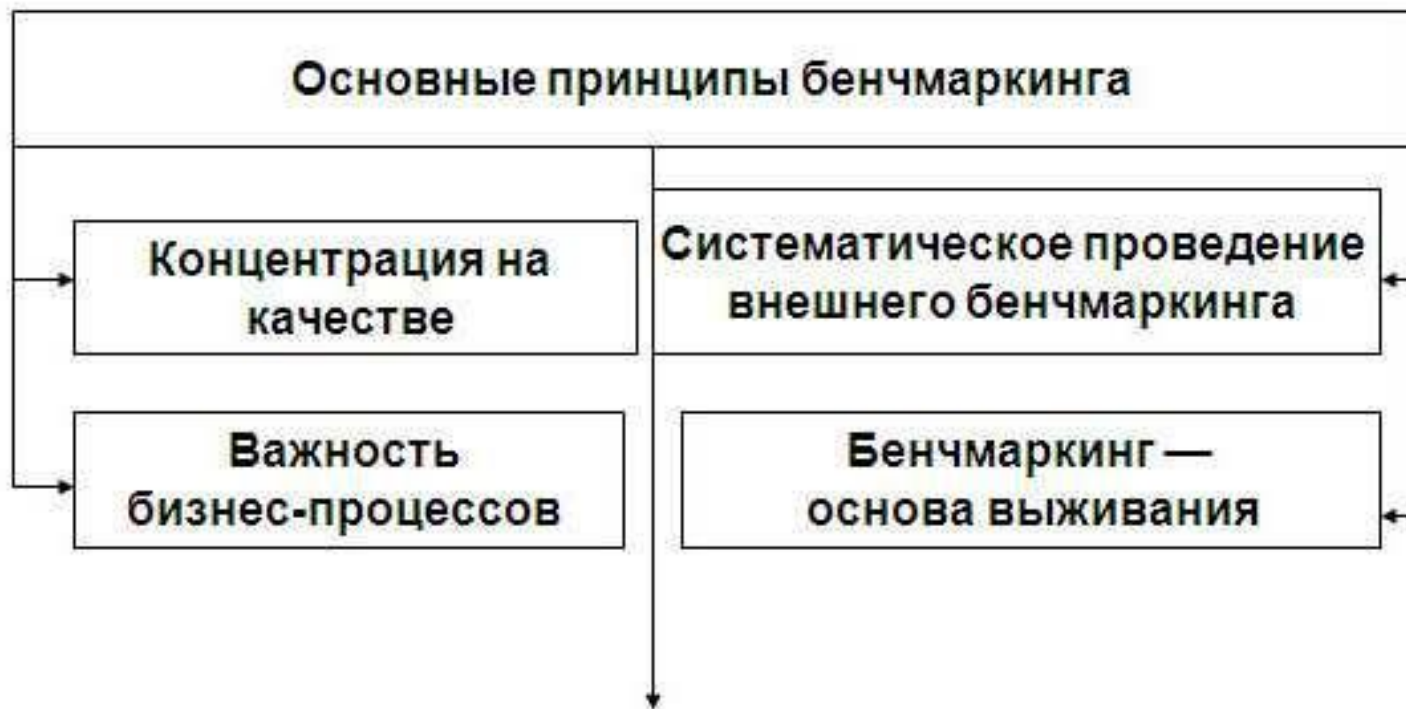 Основные принципы бенчмаркинга
Концентрация на
качестве
Систематическое проведение
внешнего бенчмаркинга
Важность
бизнес-процессов
Бенчмаркинг —
основа выживания